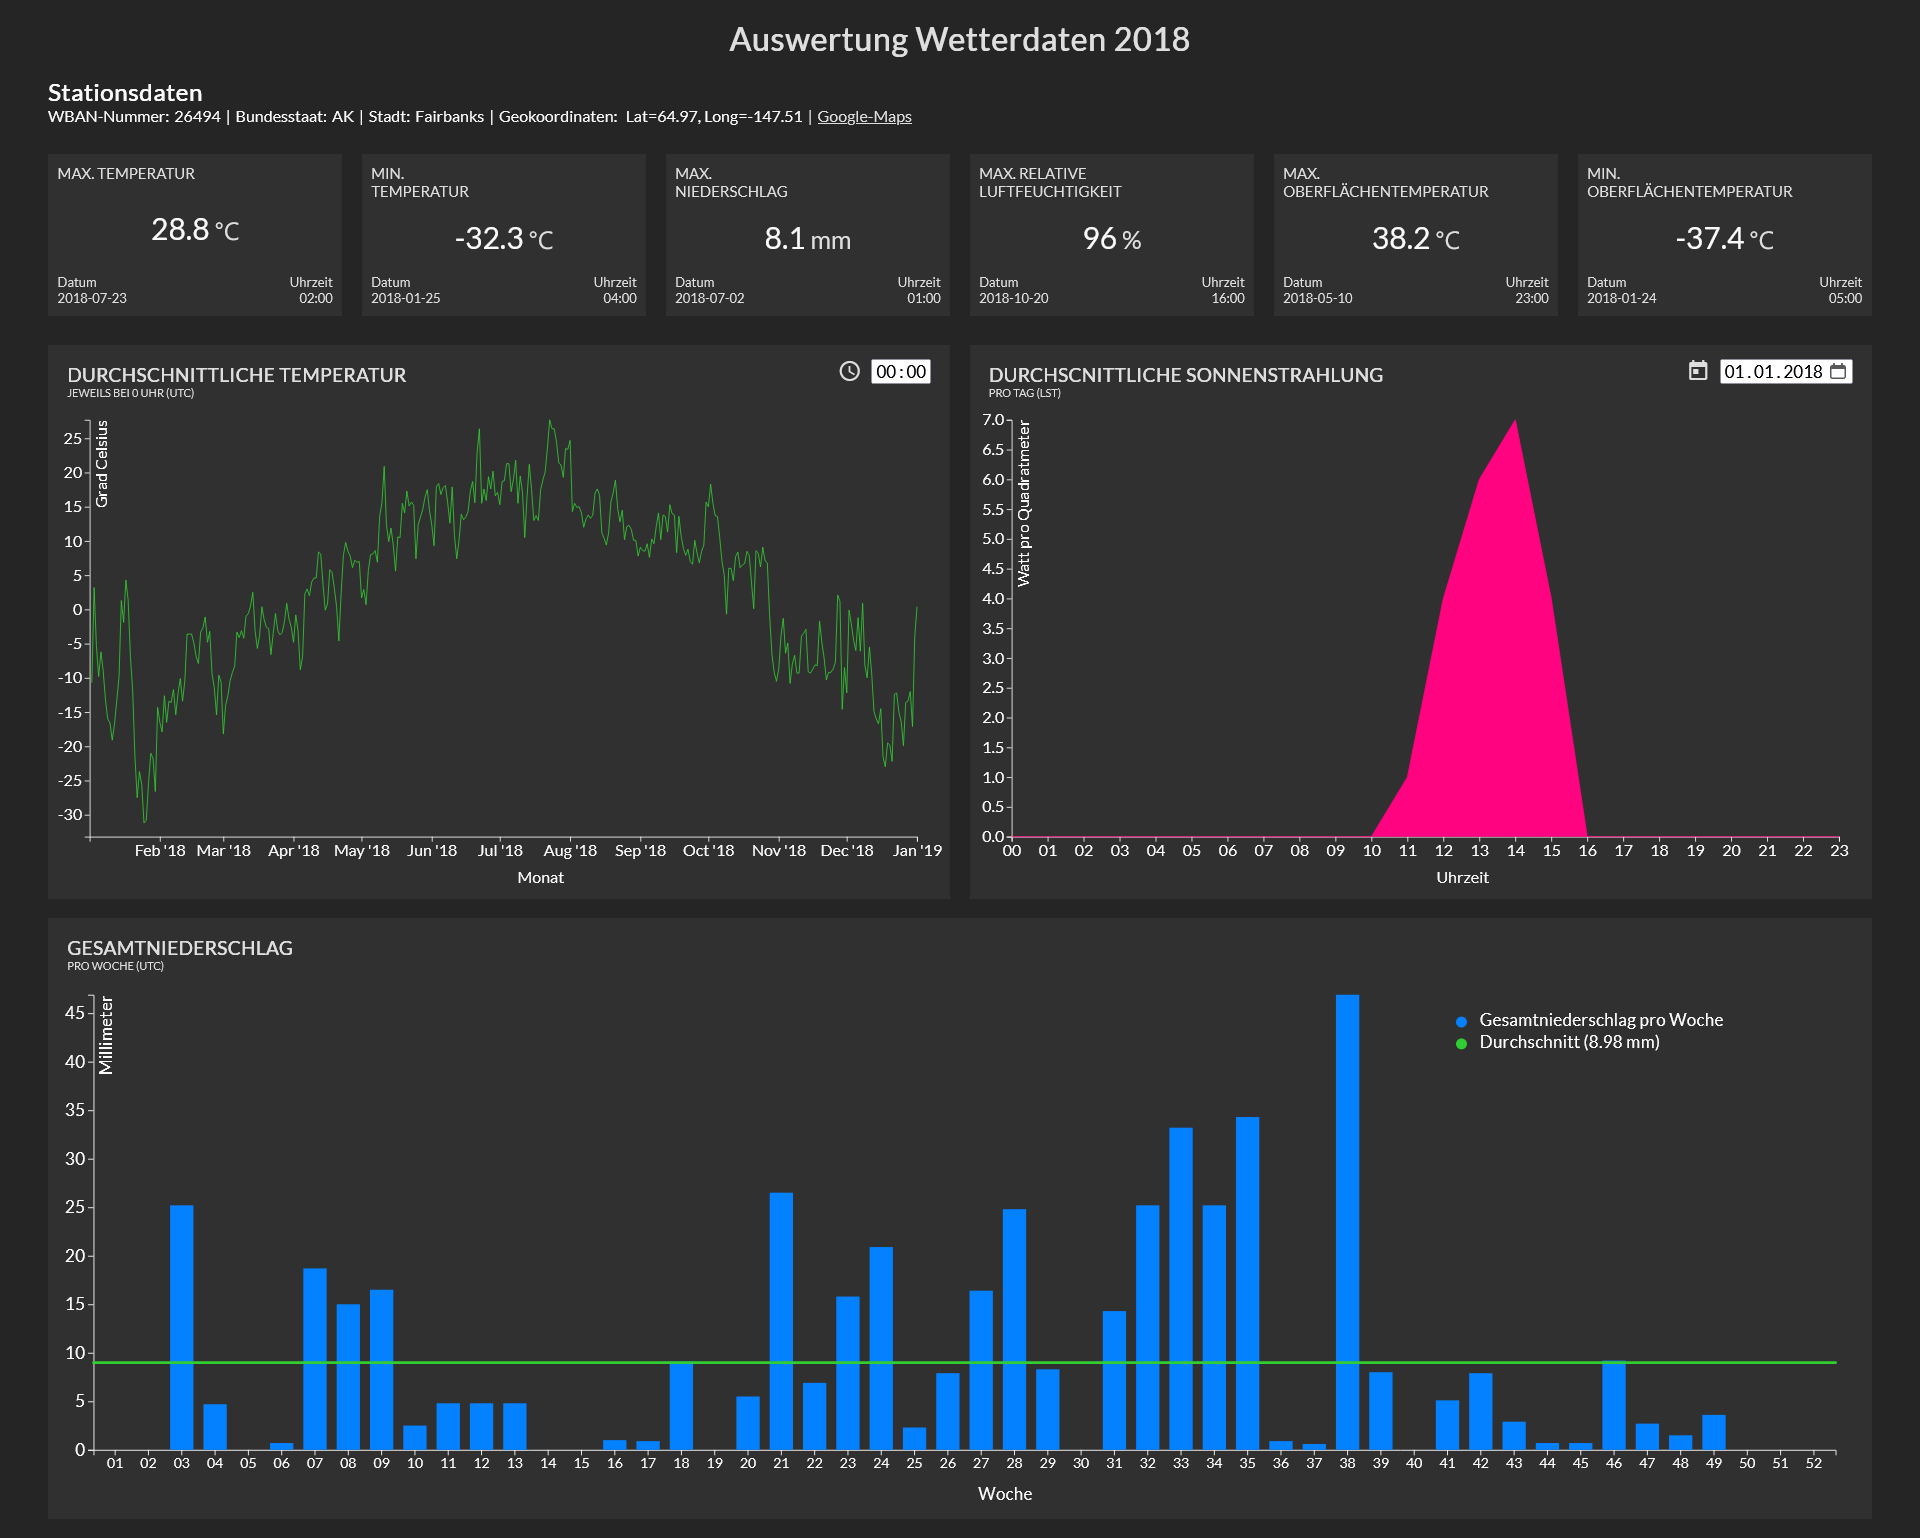 Auswertung Wetterdaten 2018
Stationsdaten
WBAN-Nummer: 26494 | Bundesstaat: AK | Stadt: Fairbanks | Geokoordinaten: Lat=64.97, Long=-147.51 | Google-Maps
MAX. TEMPERATUR
28.8 °C
Datum Uhrzeit
2018-07-23 02:00
MIN.
TEMPERATUR
-32.3 °C
Datum Uhrzeit
2018-01-25 04:00
MAX.
NIEDERSCHLAG
8.1 mm
Datum Uhrzeit
2018-07-02 01:00
MAX. RELATIVE
LUFTFEUCHTIGKEIT
96 %
Datum Uhrzeit
2018-10-20 16:00
MAX.
OBERFLÄCHENTEMPERATUR
38.2 °C
Datum Uhrzeit
2018-05-10 23:00
MIN.
OBERFLÄCHENTEMPERATUR
-37.4 °C
Datum Uhrzeit
2018-01-24 05:00
DURCHSCHNITTLICHE TEMPERATUR 00:00
JEWEILS BEI 0 UHR (UTC)
Grad Celsius
25
20
15
10
5
0
-5
-10
-15
-20
-25
-30
Feb '18 Mar '18 Apr '18 May '18 Jun '18 Jul '18 Aug '18 Sep '18 Oct '18 Nov '18 Dec '18 Jan '19
Monat
DURCHSCNITTLICHE SONNENSTRAHLUNG 01.01.2018
PRO TAG (LST)
Watt pro Quadratmeter
7.0
6.5
6.0
5.5
5.0
4.5
4.0
3.5
3.0
2.5
2.0
1.5
1.0
0.5
0.0
00 01 02 03 04 05 06 07 08 09 10 11 12 13 14 15 16 17 18 19 20 21 22 23
Uhrzeit
GESAMTNIEDERSCHLAG
PRO WOCHE (UTC)
Millimeter
45
40
35
30
25
20
15
10
5
0
Gesamtniederschlag pro Woche
Durchschnitt (8.98 mm)
01 02 03 04 05 06 07 08 09 10 11 12 13 14 15 16 17 18 19 20 21 22 23 24 25 26 27 28 29 30 31 32 33 34 35 36 37 38 39 40 41 42 43 44 45 46 47 48 49 50 51 52
Woche